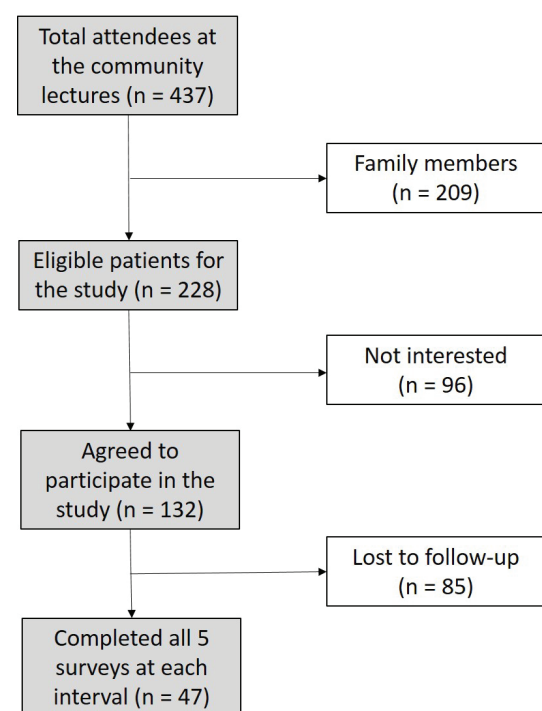 Total attendees at
the community
lectures (n = 437)
Family members
(n = 209)
Eligible patients for
the study (n = 228)
Not interested
(n = 96)
Agreed to
participate in the
study (n = 132)
Lost to follow-up
(n = 85)
Completed all 5
surveys at each
interval (n = 47)